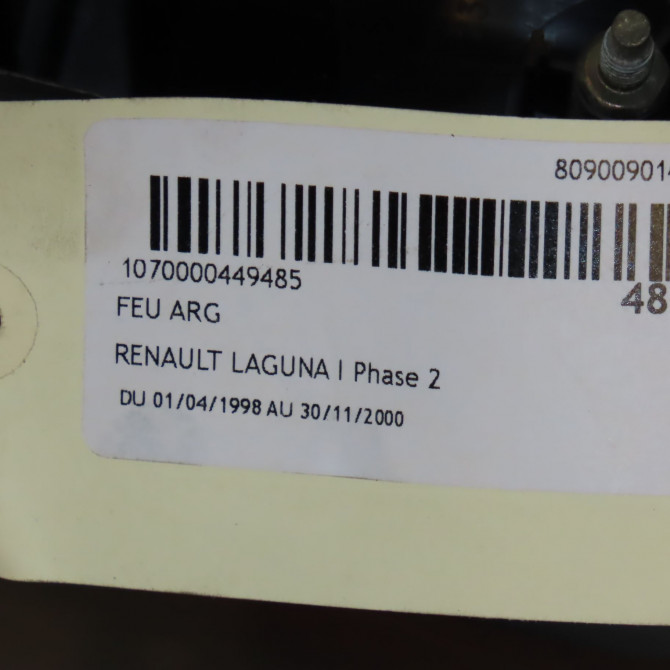 809009014
1070000449485
48
FEU ARG
RENAULT LAGUNA I Phase 2
DU 01/04/1998 AU 30/11/2000